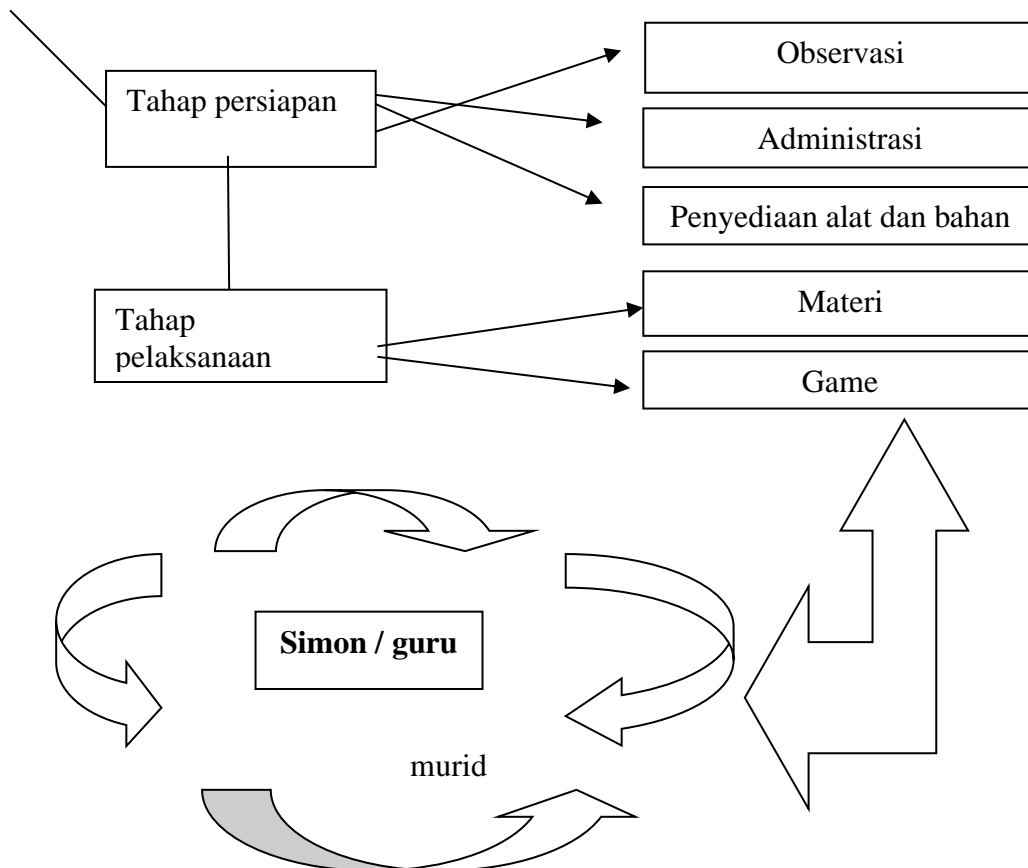 Observasi
Tahap persiapan
Administrasi
Penyediaan alat dan bahan
Materi
Tahap
pelaksanaan
Game
Simon / guru
murid